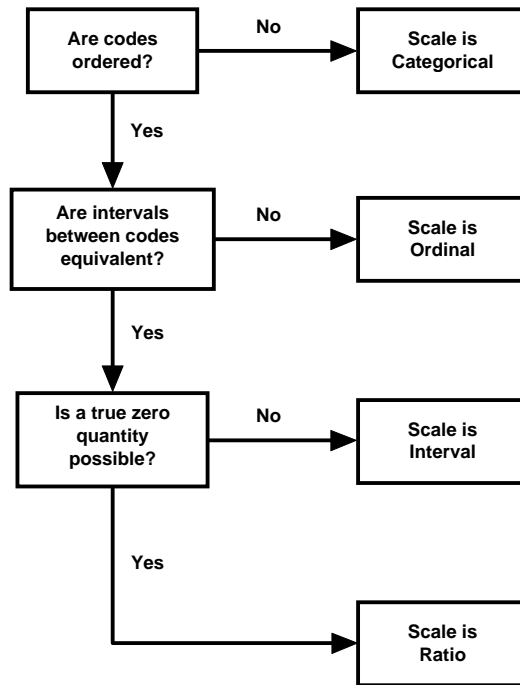 Are codes
ordered?
No
Scale is
Categorical
Yes
Are intervals
between codes
equivalent?
No
Scale is
Ordinal
Yes
Is a true zero
quantity
possible?
No
Scale is
Interval
Yes
Scale is
Ratio